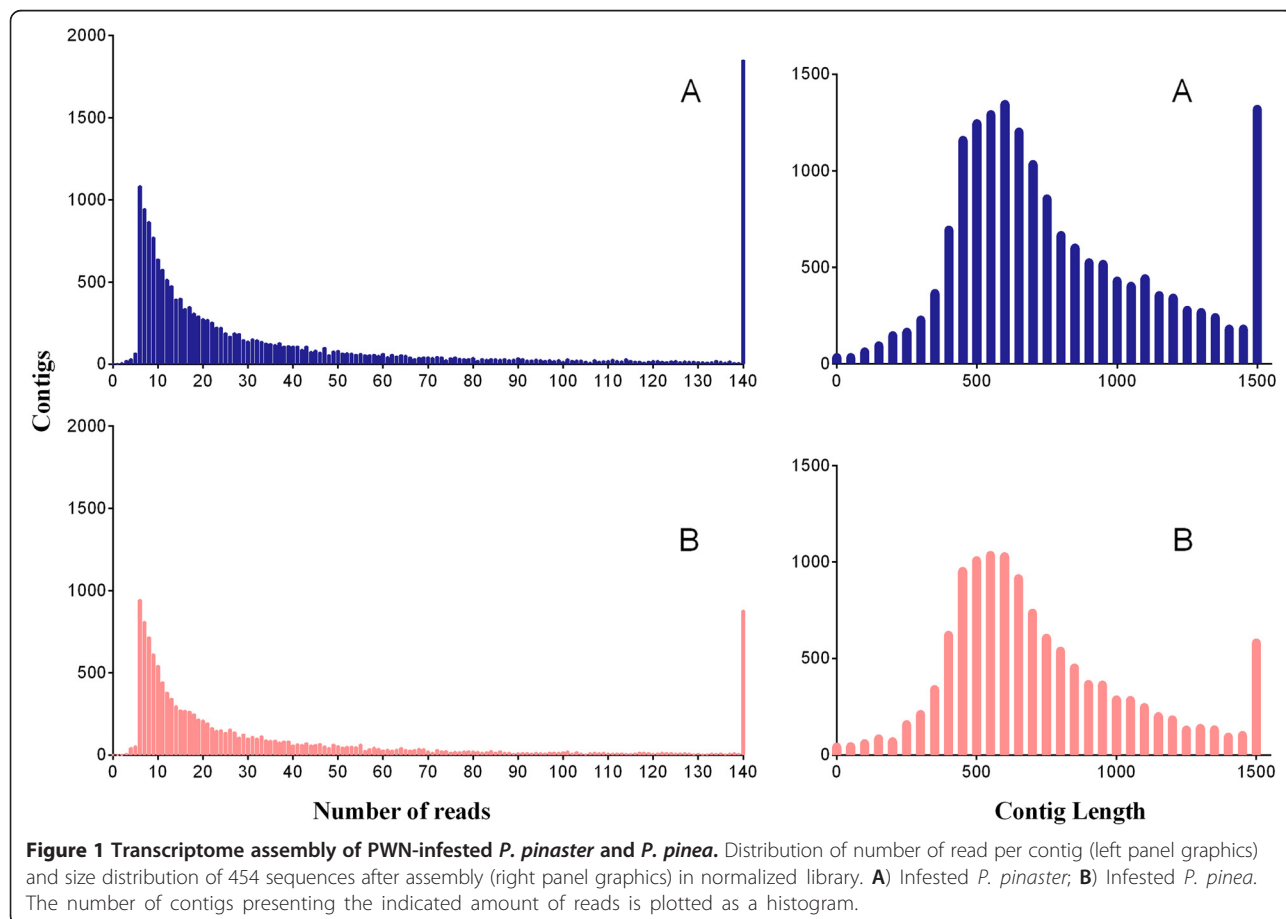 2000
1500
1000
500
0
A
0 10 20 30 40 50 60 70 80 90 100 110 120 130 140
1500
1000
500
0
A
0 500 1000 1500
Contigs
2000
1500
1000
500
0
B
0 10 20 30 40 50 60 70 80 90 100 110 120 130 140
Number of reads
1500
1000
500
0
B
0 500 1000 1500
Contig Length
Figure 1 Transcriptome assembly of PWN-infested P. pinaster and P. pinea. Distribution of number of read per contig (left panel graphics)
and size distribution of 454 sequences after assembly (right panel graphics) in normalized library. A) Infested P. pinaster; B) Infested P. pinea.
The number of contigs presenting the indicated amount of reads is plotted as a histogram.